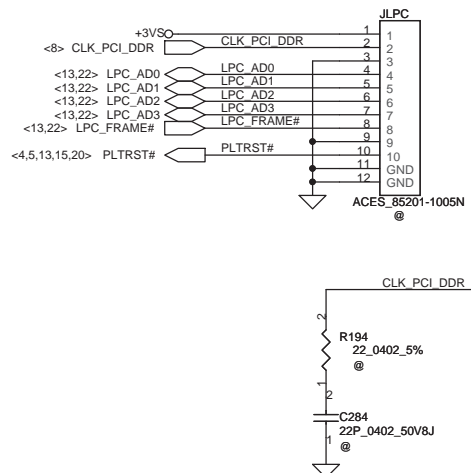 JLPC
+3VS 1 1
<8> CLK_PCI_DDR CLK_PCI_DDR 2 2
3 3
<13,22> LPC_AD0 LPC_AD0 4 4
<13,22> LPC_AD1 LPC_AD1 5 5
<13,22> LPC_AD2 LPC_AD2 6 6
<13,22> LPC_AD3 LPC_AD3 7 7
<13,22> LPC_FRAME# LPC_FRAME# 8 8
9 9
<4,5,13,15,20> PLTRST# PLTRST# 10 10
11 GND
12 GND
ACES_85201-1005N
@
CLK_PCI_DDR
2
R194
22_0402_5%
@
1
2
C284
22P_0402_50V8J
1
@